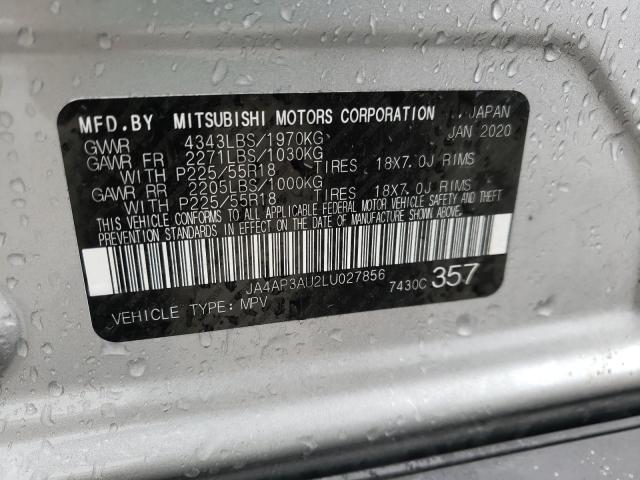 MFD.BY MITSUBISHI MOTORS CORPORATION JAPAN
GVWR 4343LBS/1970KG JAN 2020
GAWR FR 2271LBS/1030KG
WITH P225/55R18 TIRES 18X7.0J RIMS
GAWR RR 2205LBS/1000KG
WITH P225/55R18 TIRES 18X7.0J RIMS
THIS VEHICLE CONFORMS TO ALL APPLICABLE FEDERAL MOTOR VEHICLE SAFETY AND THEFT
PREVENTION STANDARDS IN EFFECT ON THE DATE OF MANUFACTURE SHOWN ABOVE.
JA4AP3AU2LU027856 7430C 357
VEHICLE TYPE: MPV